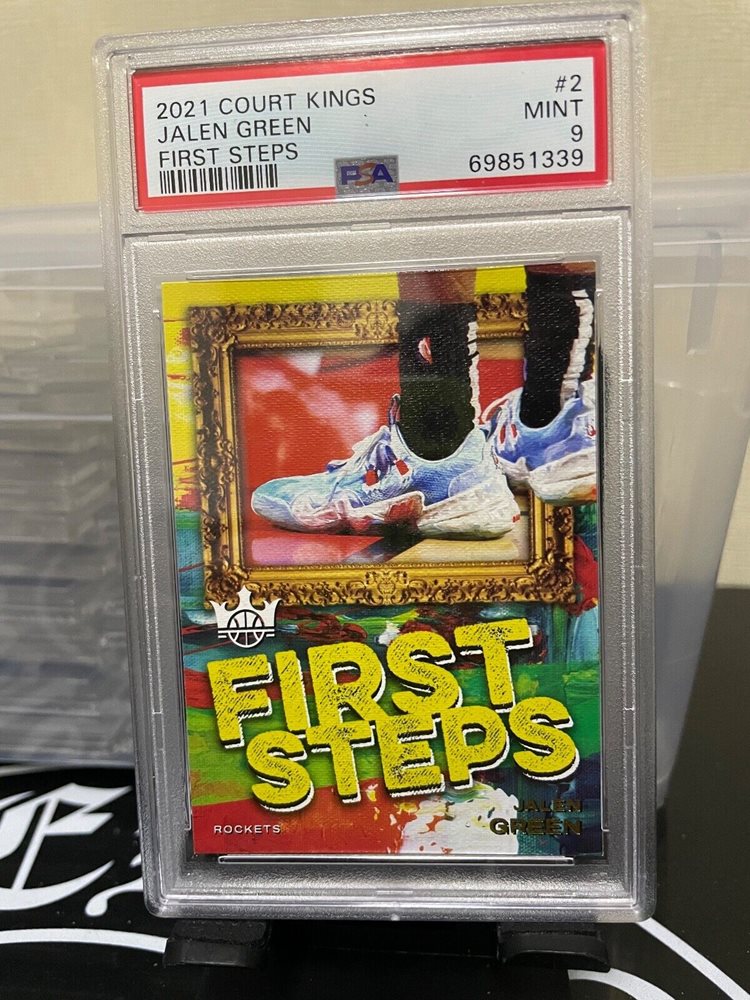 2021 COURT KINGS
JALEN GREEN
FIRST STEPS
#2
MINT
9
69851339
PSA
FIRST
STEPS
JALEN
GREEN
ROCKETS